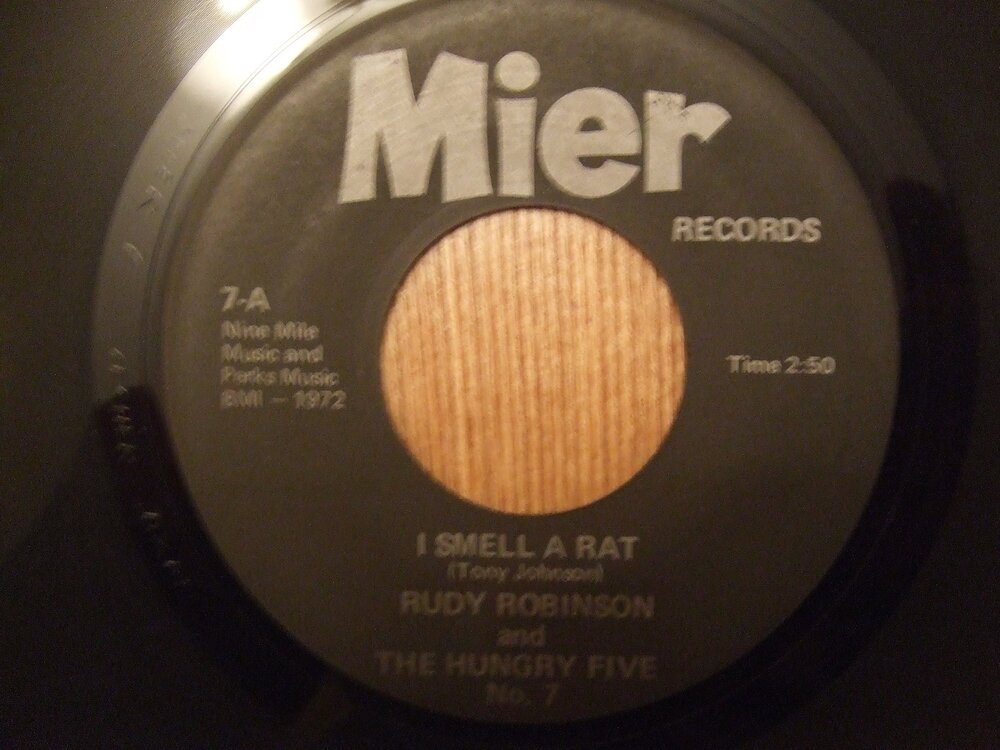 Mier
RECORDS
7-A
Nine Mile
Music and
Perks Music
BMI – 1972
Time 2:50
I SMELL A RAT
(Tony Johnson)
RUDY ROBINSON
and
THE HUNGRY FIVE
No. 7